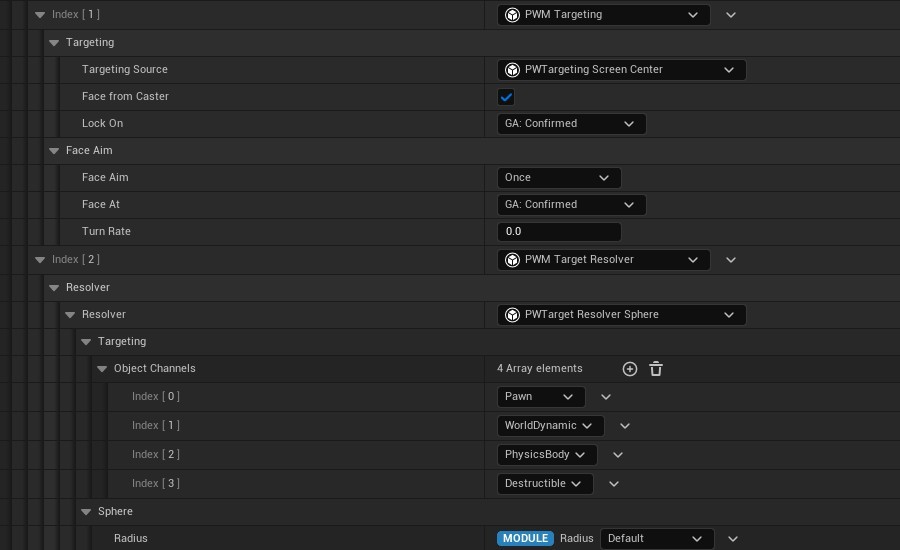 Index [ 1 ] PWM Targeting
Targeting
Targeting Source PWTargeting Screen Center
Face from Caster
Lock On GA: Confirmed
Face Aim
Face Aim Once
Face At GA: Confirmed
Turn Rate 0.0
Index [ 2 ] PWM Target Resolver
Resolver
Resolver PWTarget Resolver Sphere
Targeting
Object Channels 4 Array elements
Index [ 0 ] Pawn
Index [ 1 ] WorldDynamic
Index [ 2 ] PhysicsBody
Index [ 3 ] Destructible
Sphere
Radius MODULE Radius Default